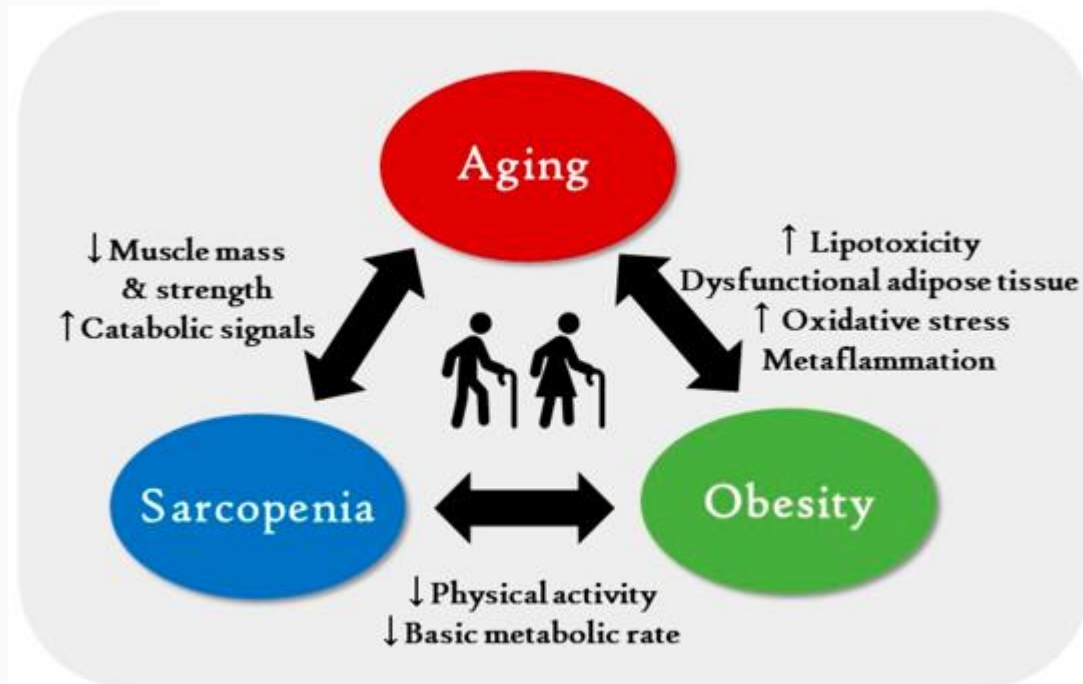 Aging
↓ Muscle mass
& strength
↑ Catabolic signals
↑ Lipotoxicity
Dysfunctional adipose tissue
↑ Oxidative stress
Metaflammation
Sarcopenia
Obesity
↓ Physical activity
↓ Basic metabolic rate